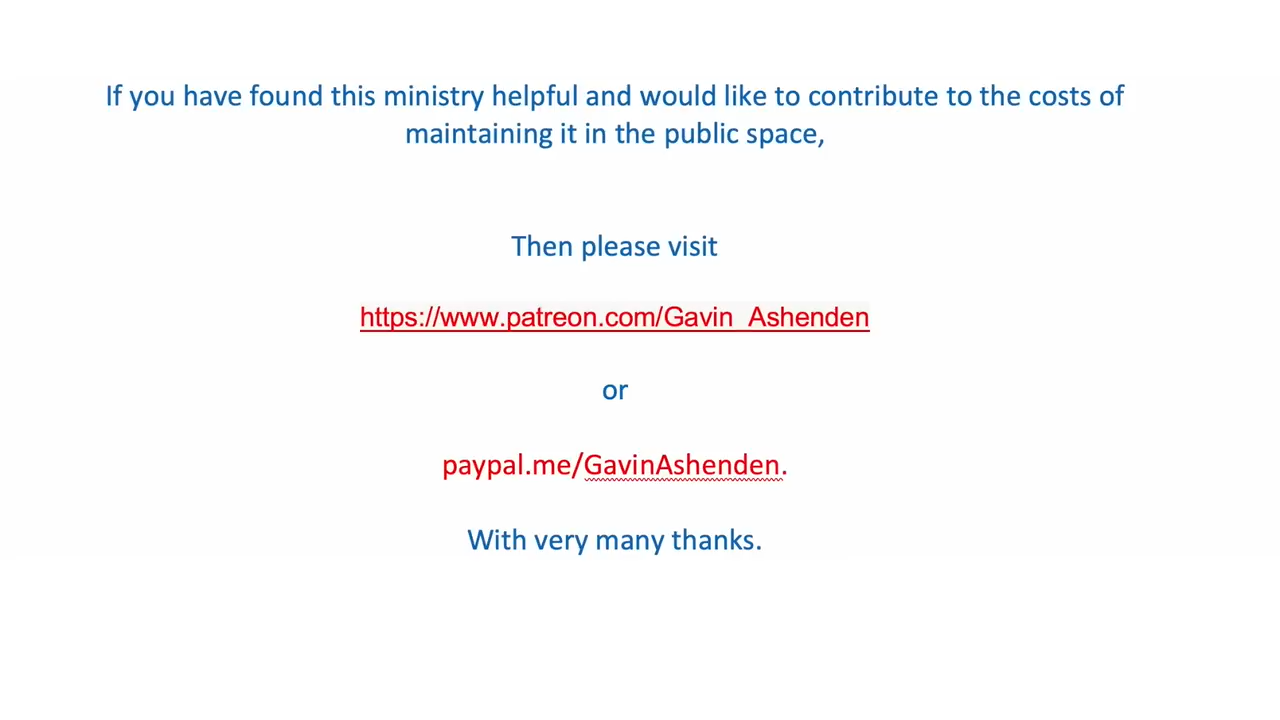 If you have found this ministry helpful and would like to contribute to the costs of
maintaining it in the public space,
Then please visit
https://www.patreon.com/Gavin_Ashenden
or
paypal.me/GavinAshenden.
With very many thanks.